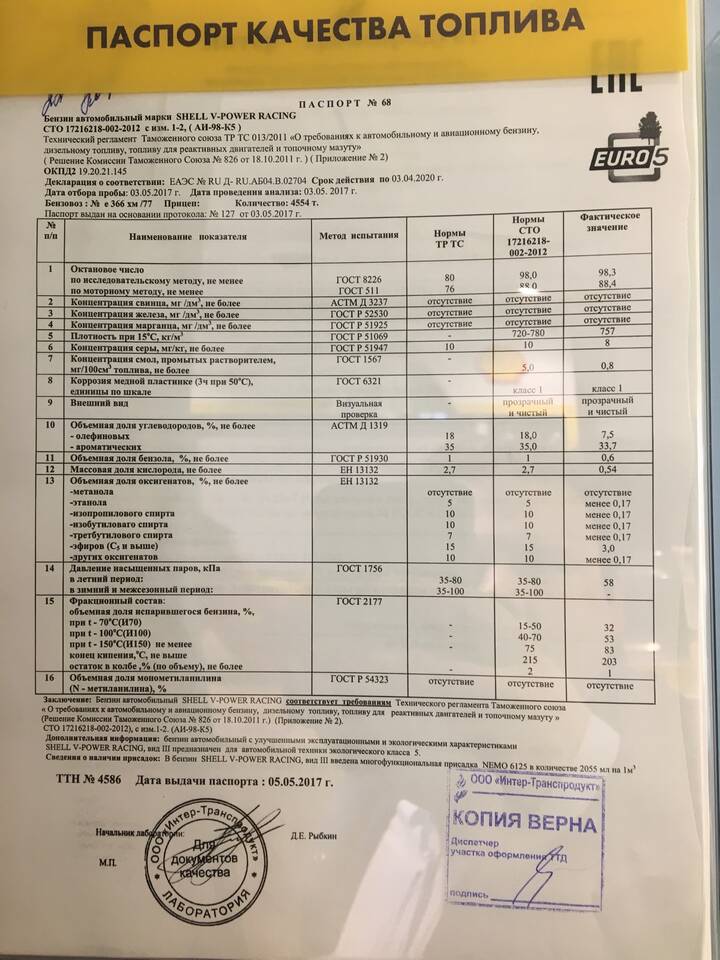 ПАСПОРТ КАЧЕСТВА ТОПЛИВА
ПАСПОРТ № 68
Бензин автомобильный марки SHELL V-POWER RACING
СТО 17216218-002-2012 с изм. 1-2, ( АИ-98-К5 )
Технический регламент Таможенного союза ТР ТС 013/2011 «О требованиях к автомобильному и авиационному бензину,
дизельному топливу, топливу для реактивных двигателей и топочному мазуту»
( Решение Комиссии Таможенного Союза № 826 от 18.10.2011 г. ) (Приложение № 2)
ОКПД2 19.20.21.145
Декларация о соответствии: ЕАЭС № RU Д- RU.АБ04.В.02704 Срок действия по 03.04.2020 г.
Дата отбора пробы: 03.05.2017 г. Дата проведения анализа: 03.05. 2017 г.
Бензовоз : № е 366 хм /77 Прицеп: Количество: 4554 т.
Паспорт выдан на основании протокола: № 127 от 03.05.2017 г.
EURO 5
№ п/п Наименование показателя Метод испытания Нормы ТР ТС Нормы СТО 17216218-002-2012 Фактическое значение
1 Октановое число
по исследовательскому методу, не менее ГОСТ 8226 80 98,0 98,3
по моторному методу, не менее ГОСТ 511 76 88,0 88,4
2 Концентрация свинца, мг /дм³, не более АСТМ Д 3237 отсутствие отсутствие отсутствие
3 Концентрация железа, мг /дм³, не более ГОСТ Р 52530 отсутствие отсутствие отсутствие
4 Концентрация марганца, мг /дм³, не более ГОСТ Р 51925 отсутствие отсутствие отсутствие
5 Плотность при 15°С, кг/м³ ГОСТ Р 51069 - 720-780 757
6 Концентрация серы, мг/кг, не более ГОСТ Р 51947 10 10 8
7 Концентрация смол, промытых растворителем, ГОСТ 1567 -
мг/100см³ топлива, не более 5,0 0,8
8 Коррозия медной пластинке (3ч при 50°С), ГОСТ 6321 -
единицы по шкале класс 1 класс 1
9 Внешний вид Визуальная проверка - прозрачный и чистый прозрачный и чистый
10 Объемная доля углеводородов, %, не более АСТМ Д 1319
- олефиновых 18 18,0 7,5
- ароматических 35 35,0 33,7
11 Объемная доля бензола, %, не более ГОСТ Р 51930 1 1 0,6
12 Массовая доля кислорода, не более ЕН 13132 2,7 2,7 0,54
13 Объемная доля оксигенатов, %, не более ЕН 13132
-метанола отсутствие отсутствие отсутствие
-этанола 5 5 менее 0,17
-изопропилового спирта 10 10 менее 0,17
-изобутиловаго спирта 10 10 менее 0,17
-третбутилового спирта 7 7 менее 0,17
-эфиров (С₅ и выше) 15 15 3,0
-других оксигенатов 10 10 менее 0,17
14 Давление насыщенных паров, кПа ГОСТ 1756
в летний период: 35-80 35-80 58
в зимний и межсезонный период: 35-100 35-100 -
15 Фракционный состав: ГОСТ 2177
объемная доля испарившегося бензина, %,
при t - 70°С(И70) - 15-50 32
при t - 100°С(И100) - 40-70 53
при t - 150°С(И150) не менее - 75 83
конец кипения,°С, не выше 215 203
остаток в колбе ,% (по объему), не более - 2 1
16 Объемная доля монометиланилина ГОСТ Р 54323 отсутствие отсутствие отсутствие
(N - метиланилина), %
Заключение: Бензин автомобильный SHELL V-POWER RACING соответствует требованиям Технического регламента Таможенного союза
« О требованиях к автомобильному и авиационному бензину, дизельному топливу, топливу для реактивных двигателей и топочному мазуту »
(Решение Комиссии Таможенного Союза № 826 от 18.10.2011 г.) (Приложение № 2).
СТО 17216218-002-2012), с изм.1-2. (АИ-98-К5)
Дополнительная информация: бензин автомобильный с улучшенными эксплуатационными и экологическими характеристиками
SHELL V-POWER RACING, вид III предназначен для автомобильной техники экологического класса 5.
Сведения о наличии присадок: В бензин SHELL V-POWER RACING, вид III введена многофункциональная присадка NEMO 6125 в количестве 2055 мл на 1м³
ТТН № 4586 Дата выдачи паспорта : 05.05.2017 г.
Начальник лаборатории: Д.Е. Рыбкин
М.П.
ООО «Интер-Транспродукт»
Для документов качества
ЛАБОРАТОРИЯ
ООО «Интер-Транспродукт»
КОПИЯ ВЕРНА
Диспетчер
участка оформления ТТД
подпись